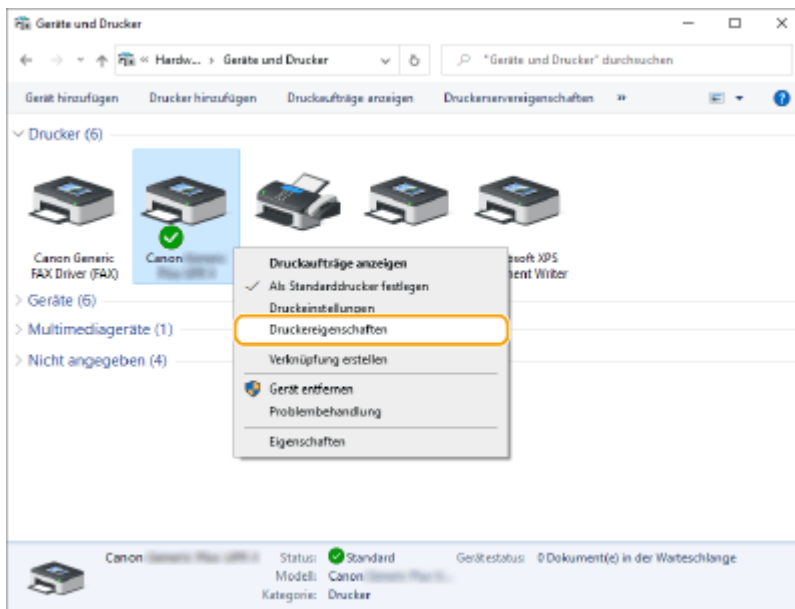 Geräte und Drucker
« Hardw... › Geräte und Drucker
"Geräte und Drucker" durchsuchen
Gerät hinzufügen Drucker hinzufügen Druckaufträge anzeigen Druckerservereigenschaften »
Drucker (6)
Canon Generic
FAX Driver (FAX)
Canon
osoft XPS
ment Writer
Druckaufträge anzeigen
Als Standarddrucker festlegen
Druckeinstellungen
Druckereigenschaften
Verknüpfung erstellen
Gerät entfernen
Problembehandlung
Eigenschaften
Geräte (6)
Multimediageräte (1)
Nicht angegeben (4)
Canon
Status: Standard
Gerätestatus: 0 Dokument(e) in der Warteschlange
Modell: Canon
Kategorie: Drucker